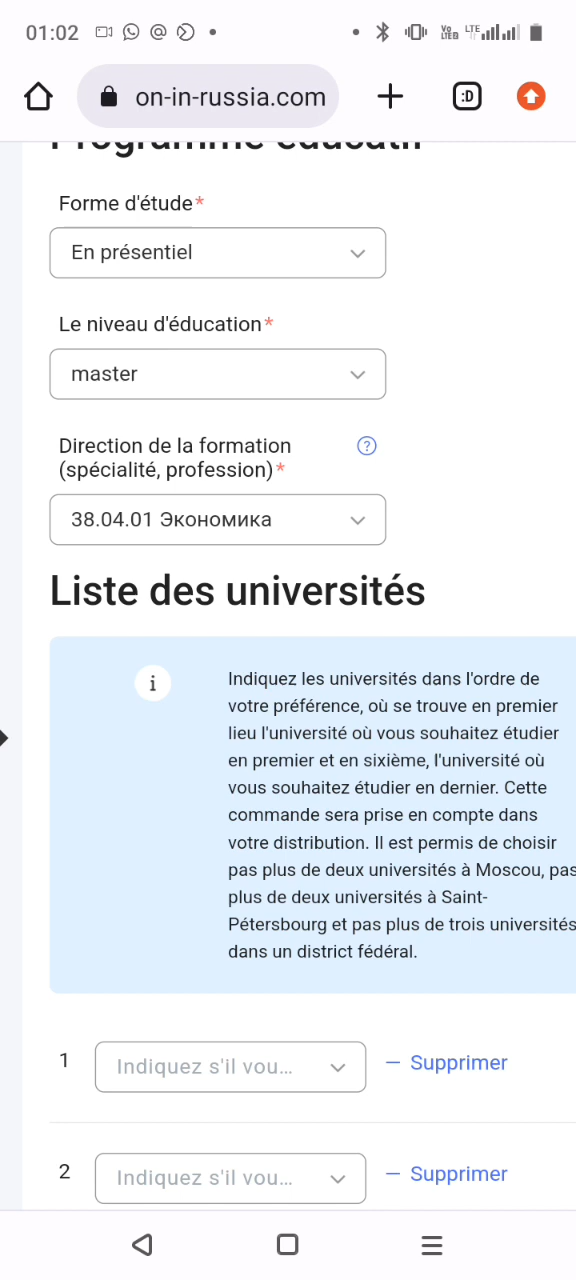 01:02
Vo LTE2 LTE
on-in-russia.com
:D
Programme éducatif
Forme d'étude*
En présentiel
Le niveau d'éducation*
master
Direction de la formation ?
(spécialité, profession)*
38.04.01 Экономика
Liste des universités
i
Indiquez les universités dans l'ordre de
votre préférence, où se trouve en premier
lieu l'université où vous souhaitez étudier
en premier et en sixième, l'université où
vous souhaitez étudier en dernier. Cette
commande sera prise en compte dans
votre distribution. Il est permis de choisir
pas plus de deux universités à Moscou, pas
plus de deux universités à Saint-
Pétersbourg et pas plus de trois universités
dans un district fédéral.
1 Indiquez s'il vou... — Supprimer
2 Indiquez s'il vou... — Supprimer